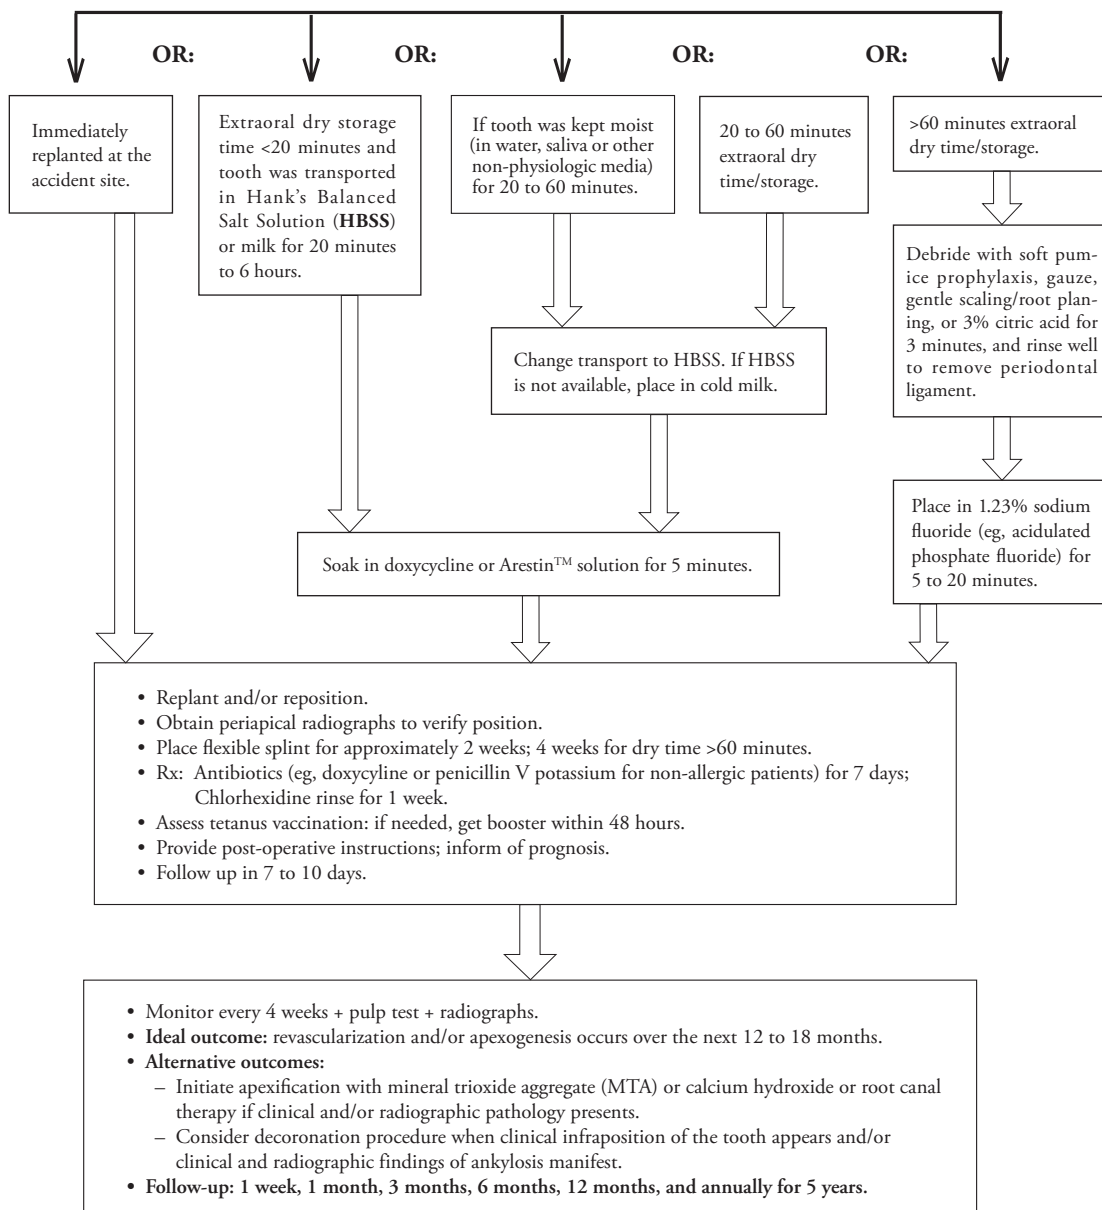 OR:
OR:
OR:
OR:
Immediately
replanted at the
accident site.
Extraoral dry storage
time <20 minutes and
tooth was transported
in Hank’s Balanced
Salt Solution (HBSS)
or milk for 20 minutes
to 6 hours.
If tooth was kept moist
(in water, saliva or other
non-physiologic media)
for 20 to 60 minutes.
20 to 60 minutes
extraoral dry
time/storage.
>60 minutes extraoral
dry time/storage.
Debride with soft pum-
ice prophylaxis, gauze,
gentle scaling/root plan-
ing, or 3% citric acid for
3 minutes, and rinse well
to remove periodontal
ligament.
Change transport to HBSS. If HBSS
is not available, place in cold milk.
Place in 1.23% sodium
fluoride (eg, acidulated
phosphate fluoride) for
5 to 20 minutes.
Soak in doxycycline or Arestin™ solution for 5 minutes.
• Replant and/or reposition.
• Obtain periapical radiographs to verify position.
• Place flexible splint for approximately 2 weeks; 4 weeks for dry time >60 minutes.
• Rx: Antibiotics (eg, doxycyline or penicillin V potassium for non-allergic patients) for 7 days;
Chlorhexidine rinse for 1 week.
• Assess tetanus vaccination: if needed, get booster within 48 hours.
• Provide post-operative instructions; inform of prognosis.
• Follow up in 7 to 10 days.
• Monitor every 4 weeks + pulp test + radiographs.
• Ideal outcome: revascularization and/or apexogenesis occurs over the next 12 to 18 months.
• Alternative outcomes:
– Initiate apexification with mineral trioxide aggregate (MTA) or calcium hydroxide or root canal
therapy if clinical and/or radiographic pathology presents.
– Consider decoronation procedure when clinical infraposition of the tooth appears and/or
clinical and radiographic findings of ankylosis manifest.
• Follow-up: 1 week, 1 month, 3 months, 6 months, 12 months, and annually for 5 years.